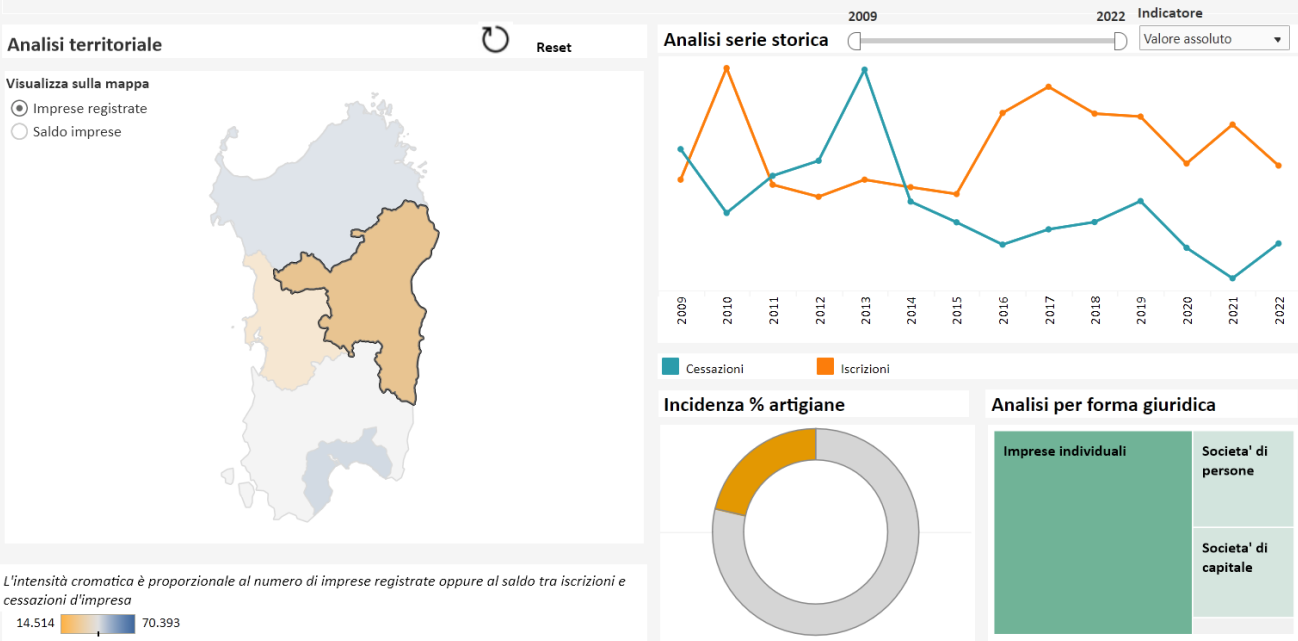 Analisi territoriale
Reset
Visualizza sulla mappa
Imprese registrate
Saldo imprese
L'intensità cromatica è proporzionale al numero di imprese registrate oppure al saldo tra iscrizioni e
cessazioni d'impresa
14.514 70.393
Analisi serie storica
2009 2022
Indicatore
Valore assoluto
2009 2010 2011 2012 2013 2014 2015 2016 2017 2018 2019 2020 2021 2022
Cessazioni Iscrizioni
Incidenza % artigiane
Analisi per forma giuridica
Imprese individuali
Societa' di
persone
Societa' di
capitale